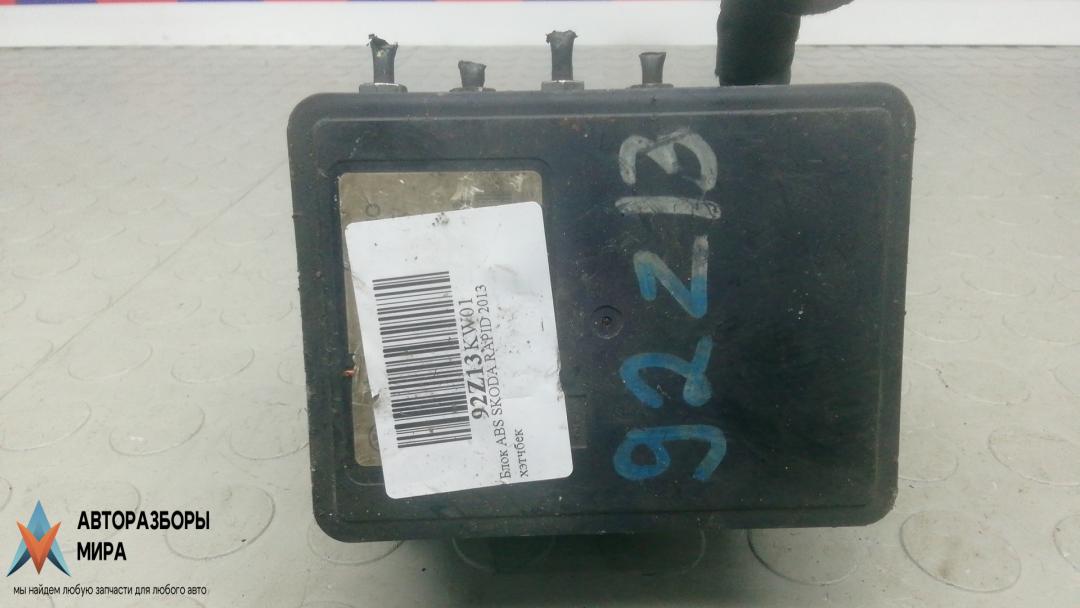 92Z13KW01
Блок ABS SKODA RAPID 2013
хэтчбек
92Z13
АВТОРАЗБОРЫ
МИРА
мы найдем любую запчасти для любого авто